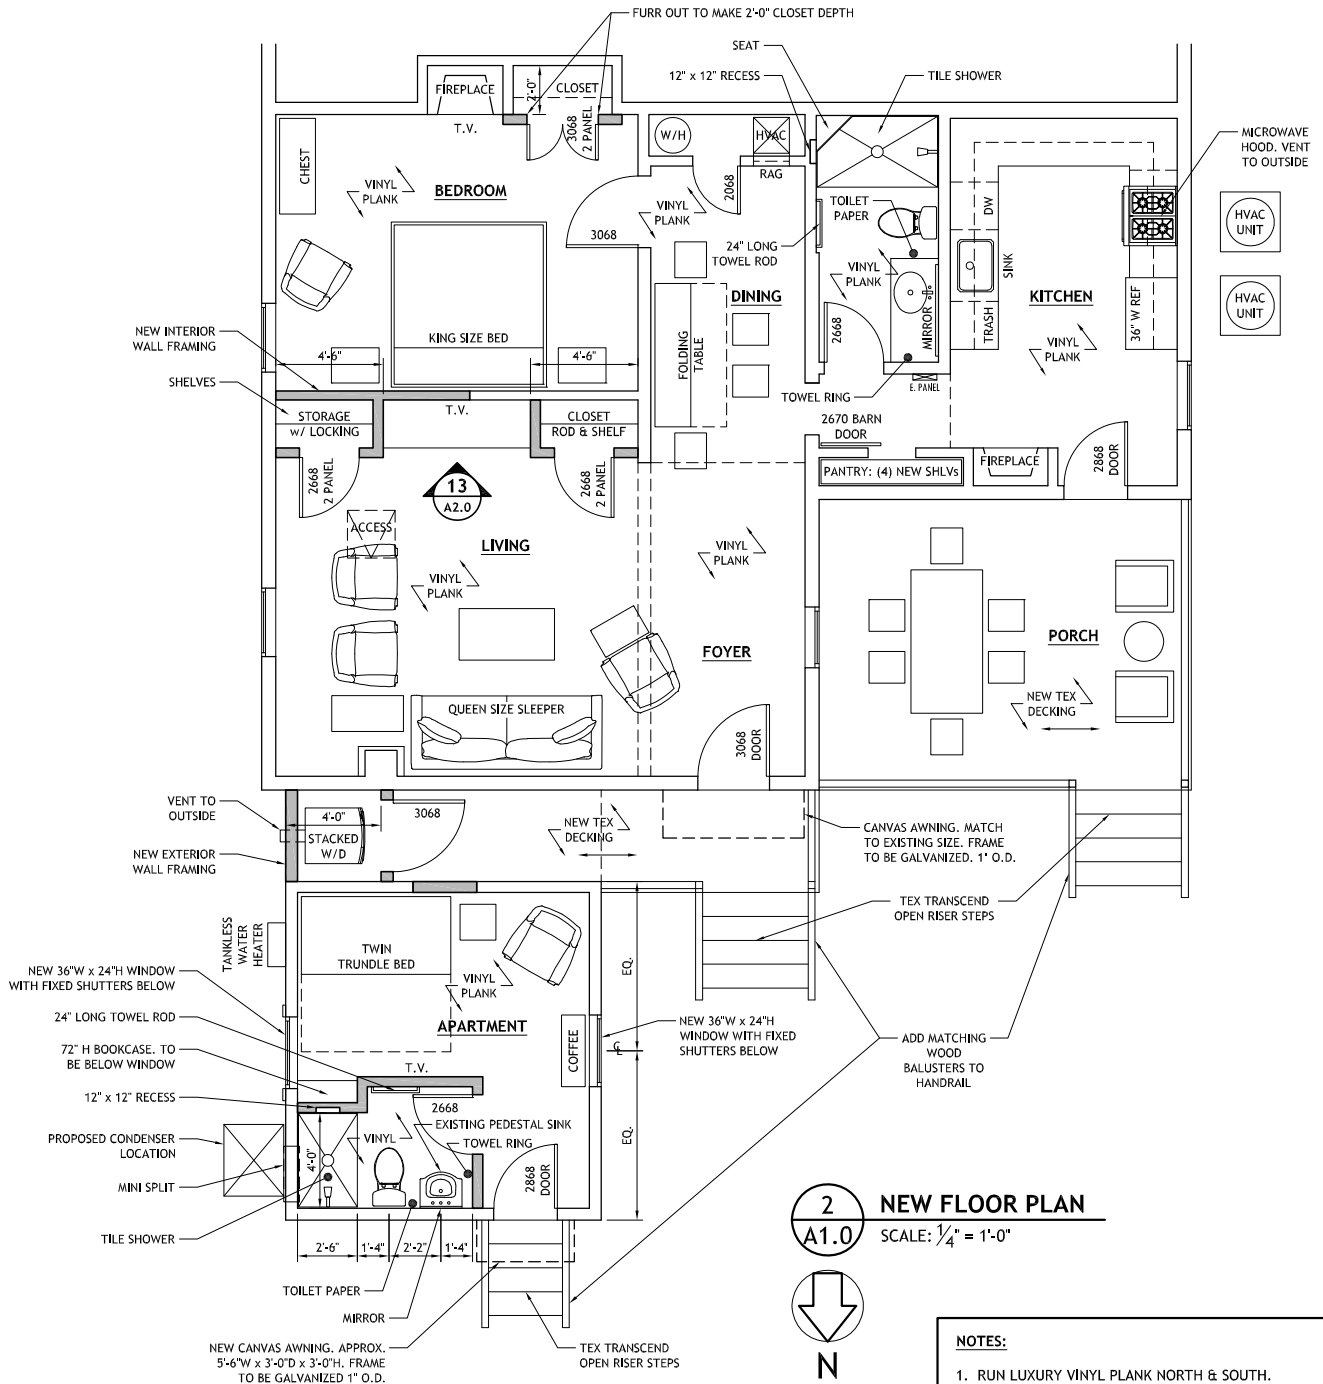 FURR OUT TO MAKE 2'-0" CLOSET DEPTH
SEAT
12" x 12" RECESS
TILE SHOWER
FIREPLACE
2'-0"
CLOSET
T.V.
3068
2 PANEL
W/H
HVAC
RAG
MICROWAVE
HOOD. VENT
TO OUTSIDE
CHEST
VINYL
PLANK
BEDROOM
2068
VINYL
PLANK
TOILET
PAPER
DW
HVAC
UNIT
3068
24" LONG
TOWEL ROD
VINYL
PLANK
SINK
DINING
KITCHEN
HVAC
UNIT
NEW INTERIOR
WALL FRAMING
KING SIZE BED
4'-6"
4'-6"
FOLDING
TABLE
2668
MIRROR
TRASH
VINYL
PLANK
36" W REF
SHELVES
E. PANEL
TOWEL RING
STORAGE
w/ LOCKING
T.V.
CLOSET
ROD & SHELF
2670 BARN
DOOR
2668
2 PANEL
13
A2.0
2668
2 PANEL
PANTRY: (4) NEW SHLVs
FIREPLACE
2868
DOOR
ACCESS
LIVING
VINYL
PLANK
VINYL
PLANK
FOYER
PORCH
QUEEN SIZE SLEEPER
NEW TEX
DECKING
3068
DOOR
VENT TO
OUTSIDE
4'-0"
STACKED
W/D
3068
NEW TEX
DECKING
CANVAS AWNING. MATCH
TO EXISTING SIZE. FRAME
TO BE GALVANIZED. 1" O.D.
NEW EXTERIOR
WALL FRAMING
TEX TRANSCEND
OPEN RISER STEPS
TANKLESS
WATER
HEATER
TWIN
TRUNDLE BED
EQ.
NEW 36"W x 24"H WINDOW
WITH FIXED SHUTTERS BELOW
VINYL
PLANK
24" LONG TOWEL ROD
APARTMENT
NEW 36"W x 24"H
WINDOW WITH FIXED
SHUTTERS BELOW
72" H BOOKCASE. TO
BE BELOW WINDOW
COFFEE
CL
ADD MATCHING
WOOD
BALUSTERS TO
HANDRAIL
T.V.
12" x 12" RECESS
2668
EXISTING PEDESTAL SINK
PROPOSED CONDENSER
LOCATION
VINYL
TOWEL RING
EQ.
4'-0"
MINI SPLIT
2868
DOOR
TILE SHOWER
2'-6"
1'-4"
2'-2"
1'-4"
2
A1.0
NEW FLOOR PLAN
SCALE: 1/4" = 1'-0"
TOILET PAPER
MIRROR
NEW CANVAS AWNING. APPROX.
5'-6"W x 3'-0"D x 3'-0"H. FRAME
TO BE GALVANIZED 1" O.D.
TEX TRANSCEND
OPEN RISER STEPS
N
NOTES:
1. RUN LUXURY VINYL PLANK NORTH & SOUTH.